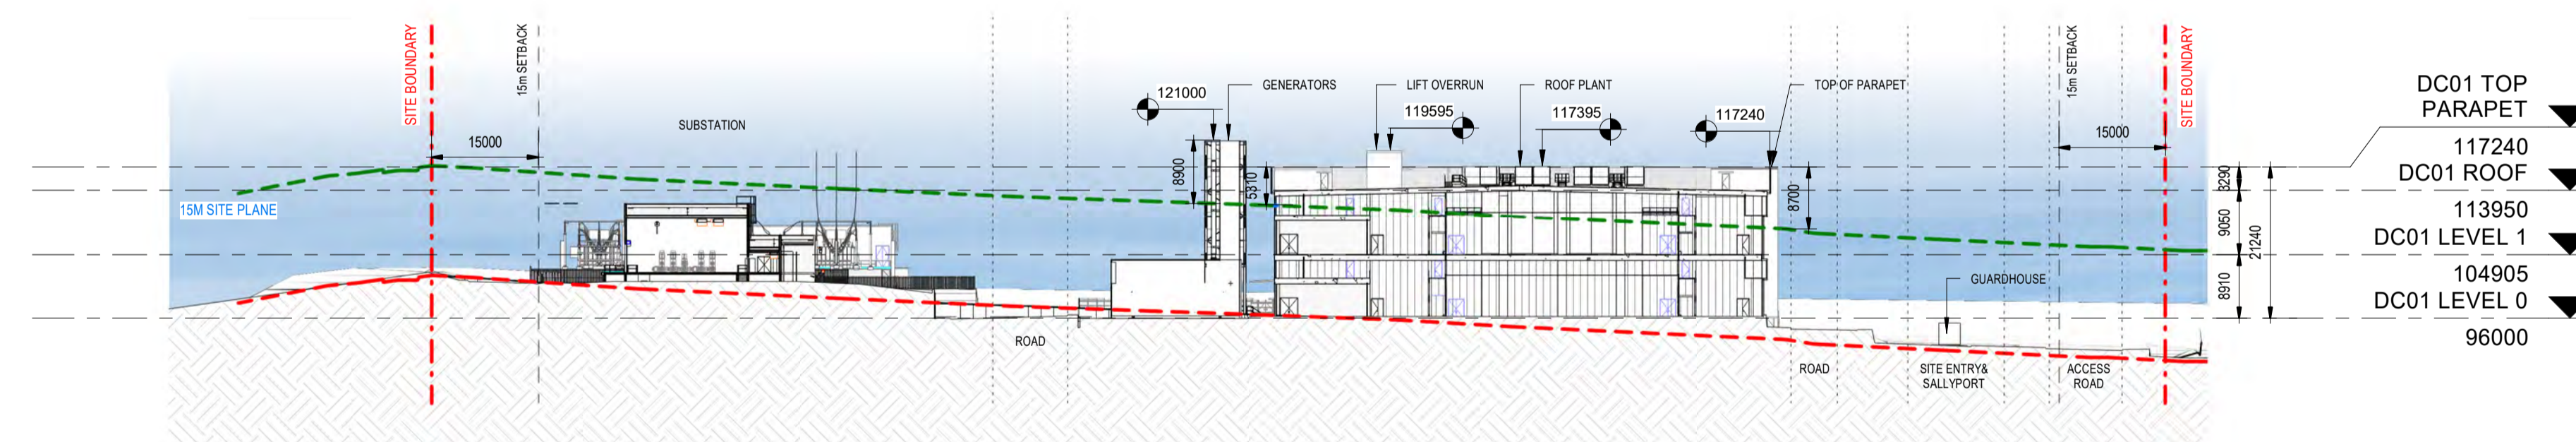 SITE BOUNDARY
15m SETBACK
15000
SUBSTATION
15M SITE PLANE
121000
GENERATORS
8900
5310
LIFT OVERRUN
119595
ROOF PLANT
117395
117240
TOP OF PARAPET
8700
15m SETBACK
SITE BOUNDARY
15000
GUARDHOUSE
ROAD
ROAD
SITE ENTRY&
SALLYPORT
ACCESS
ROAD
3290
9050
8910
21240
DC01 TOP
PARAPET
117240
DC01 ROOF
113950
DC01 LEVEL 1
104905
DC01 LEVEL 0
96000